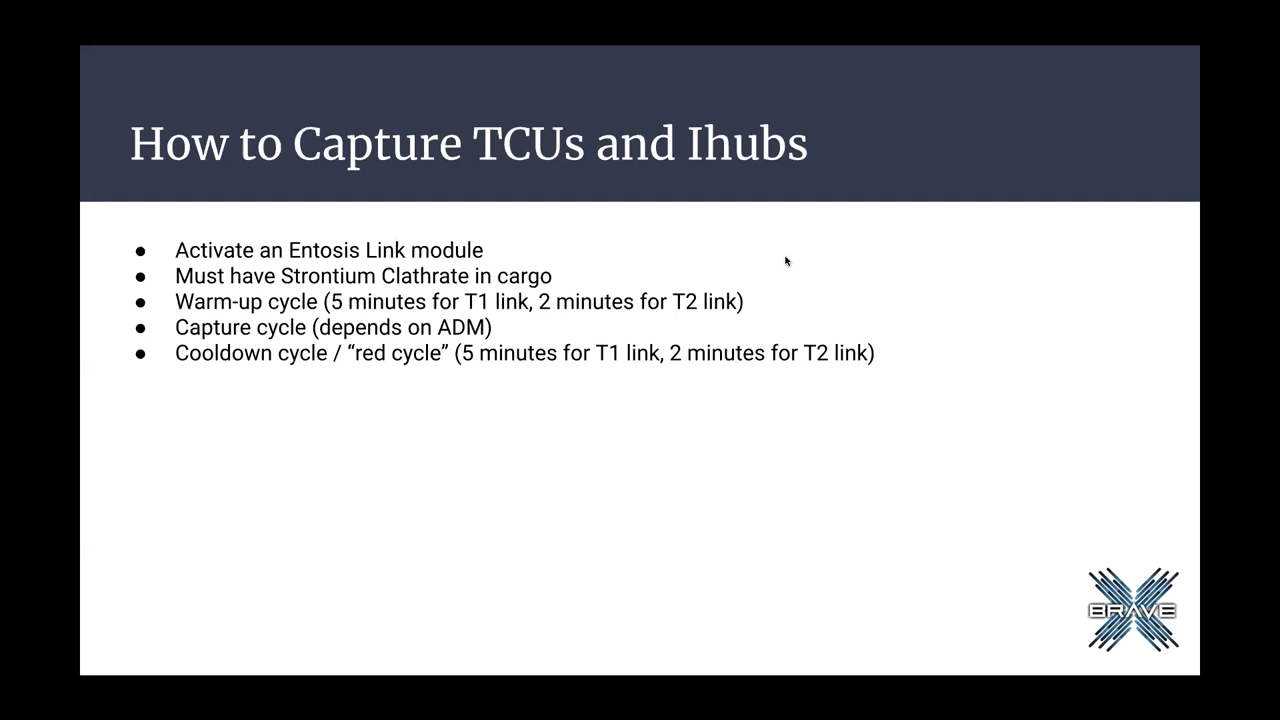 How to Capture TCUs and Ihubs
● Activate an Entosis Link module
● Must have Strontium Clathrate in cargo
● Warm-up cycle (5 minutes for T1 link, 2 minutes for T2 link)
● Capture cycle (depends on ADM)
● Cooldown cycle / “red cycle” (5 minutes for T1 link, 2 minutes for T2 link)
BRAVE